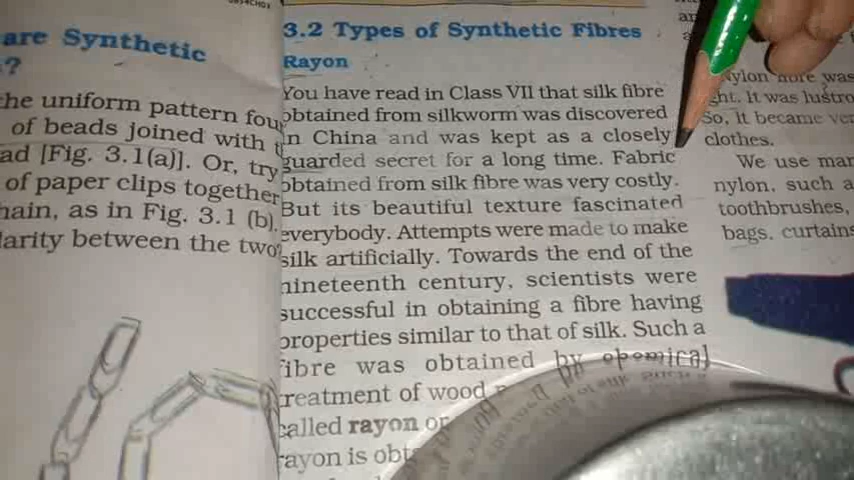 are Synthetic
?
the uniform pattern
of beads joined with
ad [Fig. 3.1(a)]. Or, try
of paper clips together
hain, as in Fig. 3.1 (b).
larity between the two
3.2 Types of Synthetic Fibres
Rayon
You have read in Class VII that silk fibre
obtained from silkworm was discovered
in China and was kept as a closely
guarded secret for a long time. Fabric
obtained from silk fibre was very costly.
But its beautiful texture fascinated
everybody. Attempts were made to make
silk artificially. Towards the end of the
nineteenth century, scientists were
successful in obtaining a fibre having
properties similar to that of silk. Such a
fibre was obtained by chemical
treatment of wood
called rayon or
rayon is
Nylon fibre was
ght. It was lustro
So, it became ver
clothes.
We use man
nylon, such a
toothbrushes,
bags, curtains